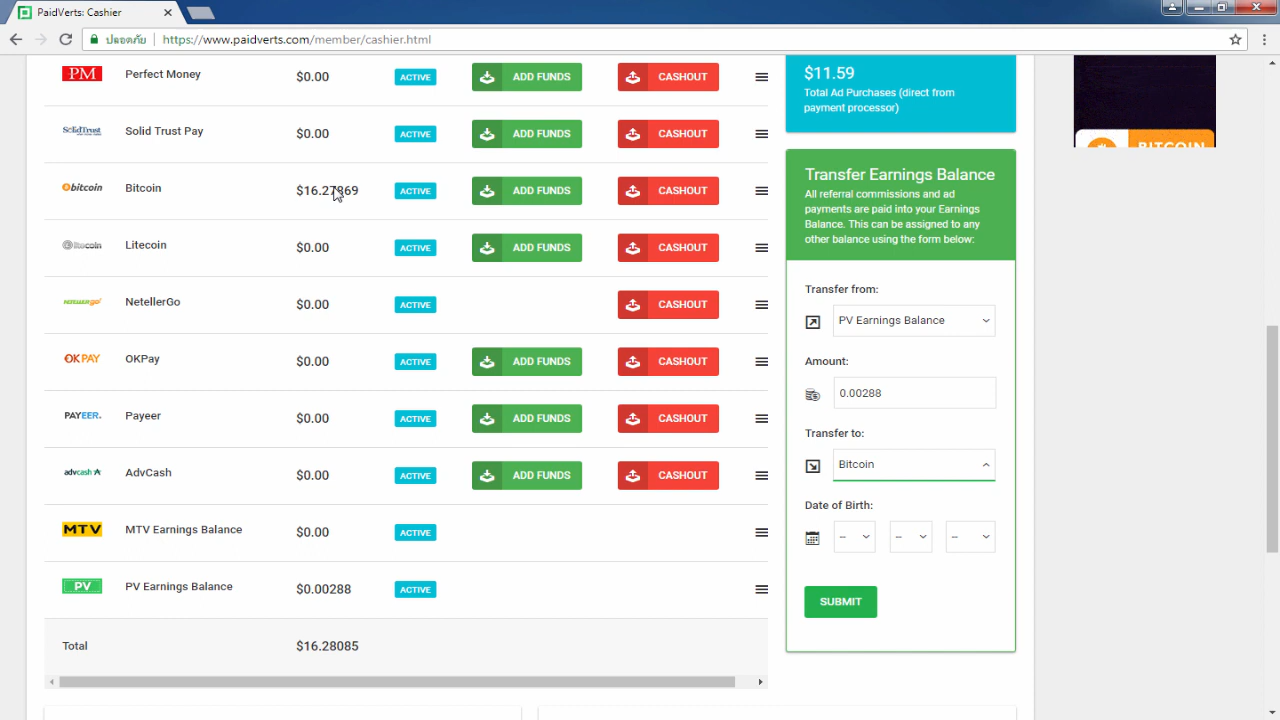 PaidVerts: Cashier
ปลอดภัย https://www.paidverts.com/member/cashier.html
PM Perfect Money $0.00 ACTIVE ADD FUNDS CASHOUT
SolidTrust Solid Trust Pay $0.00 ACTIVE ADD FUNDS CASHOUT
bitcoin Bitcoin ACTIVE ADD FUNDS CASHOUT
litecoin Litecoin $0.00 ACTIVE ADD FUNDS CASHOUT
NETELLERgo! NetellerGo $0.00 ACTIVE CASHOUT
OKPAY OKPay $0.00 ACTIVE ADD FUNDS CASHOUT
PAYEER. Payeer $0.00 ACTIVE ADD FUNDS CASHOUT
advcash AdvCash $0.00 ACTIVE ADD FUNDS CASHOUT
MTV MTV Earnings Balance $0.00 ACTIVE
PV PV Earnings Balance $0.00288 ACTIVE
Total $16.28085
$11.59
Total Ad Purchases (direct from
payment processor)
Transfer Earnings Balance
All referral commissions and ad
payments are paid into your Earnings
Balance. This can be assigned to any
other balance using the form below:
Transfer from:
PV Earnings Balance
Amount:
0.00288
Transfer to:
Bitcoin
Date of Birth:
-- -- --
SUBMIT
BITCOIN